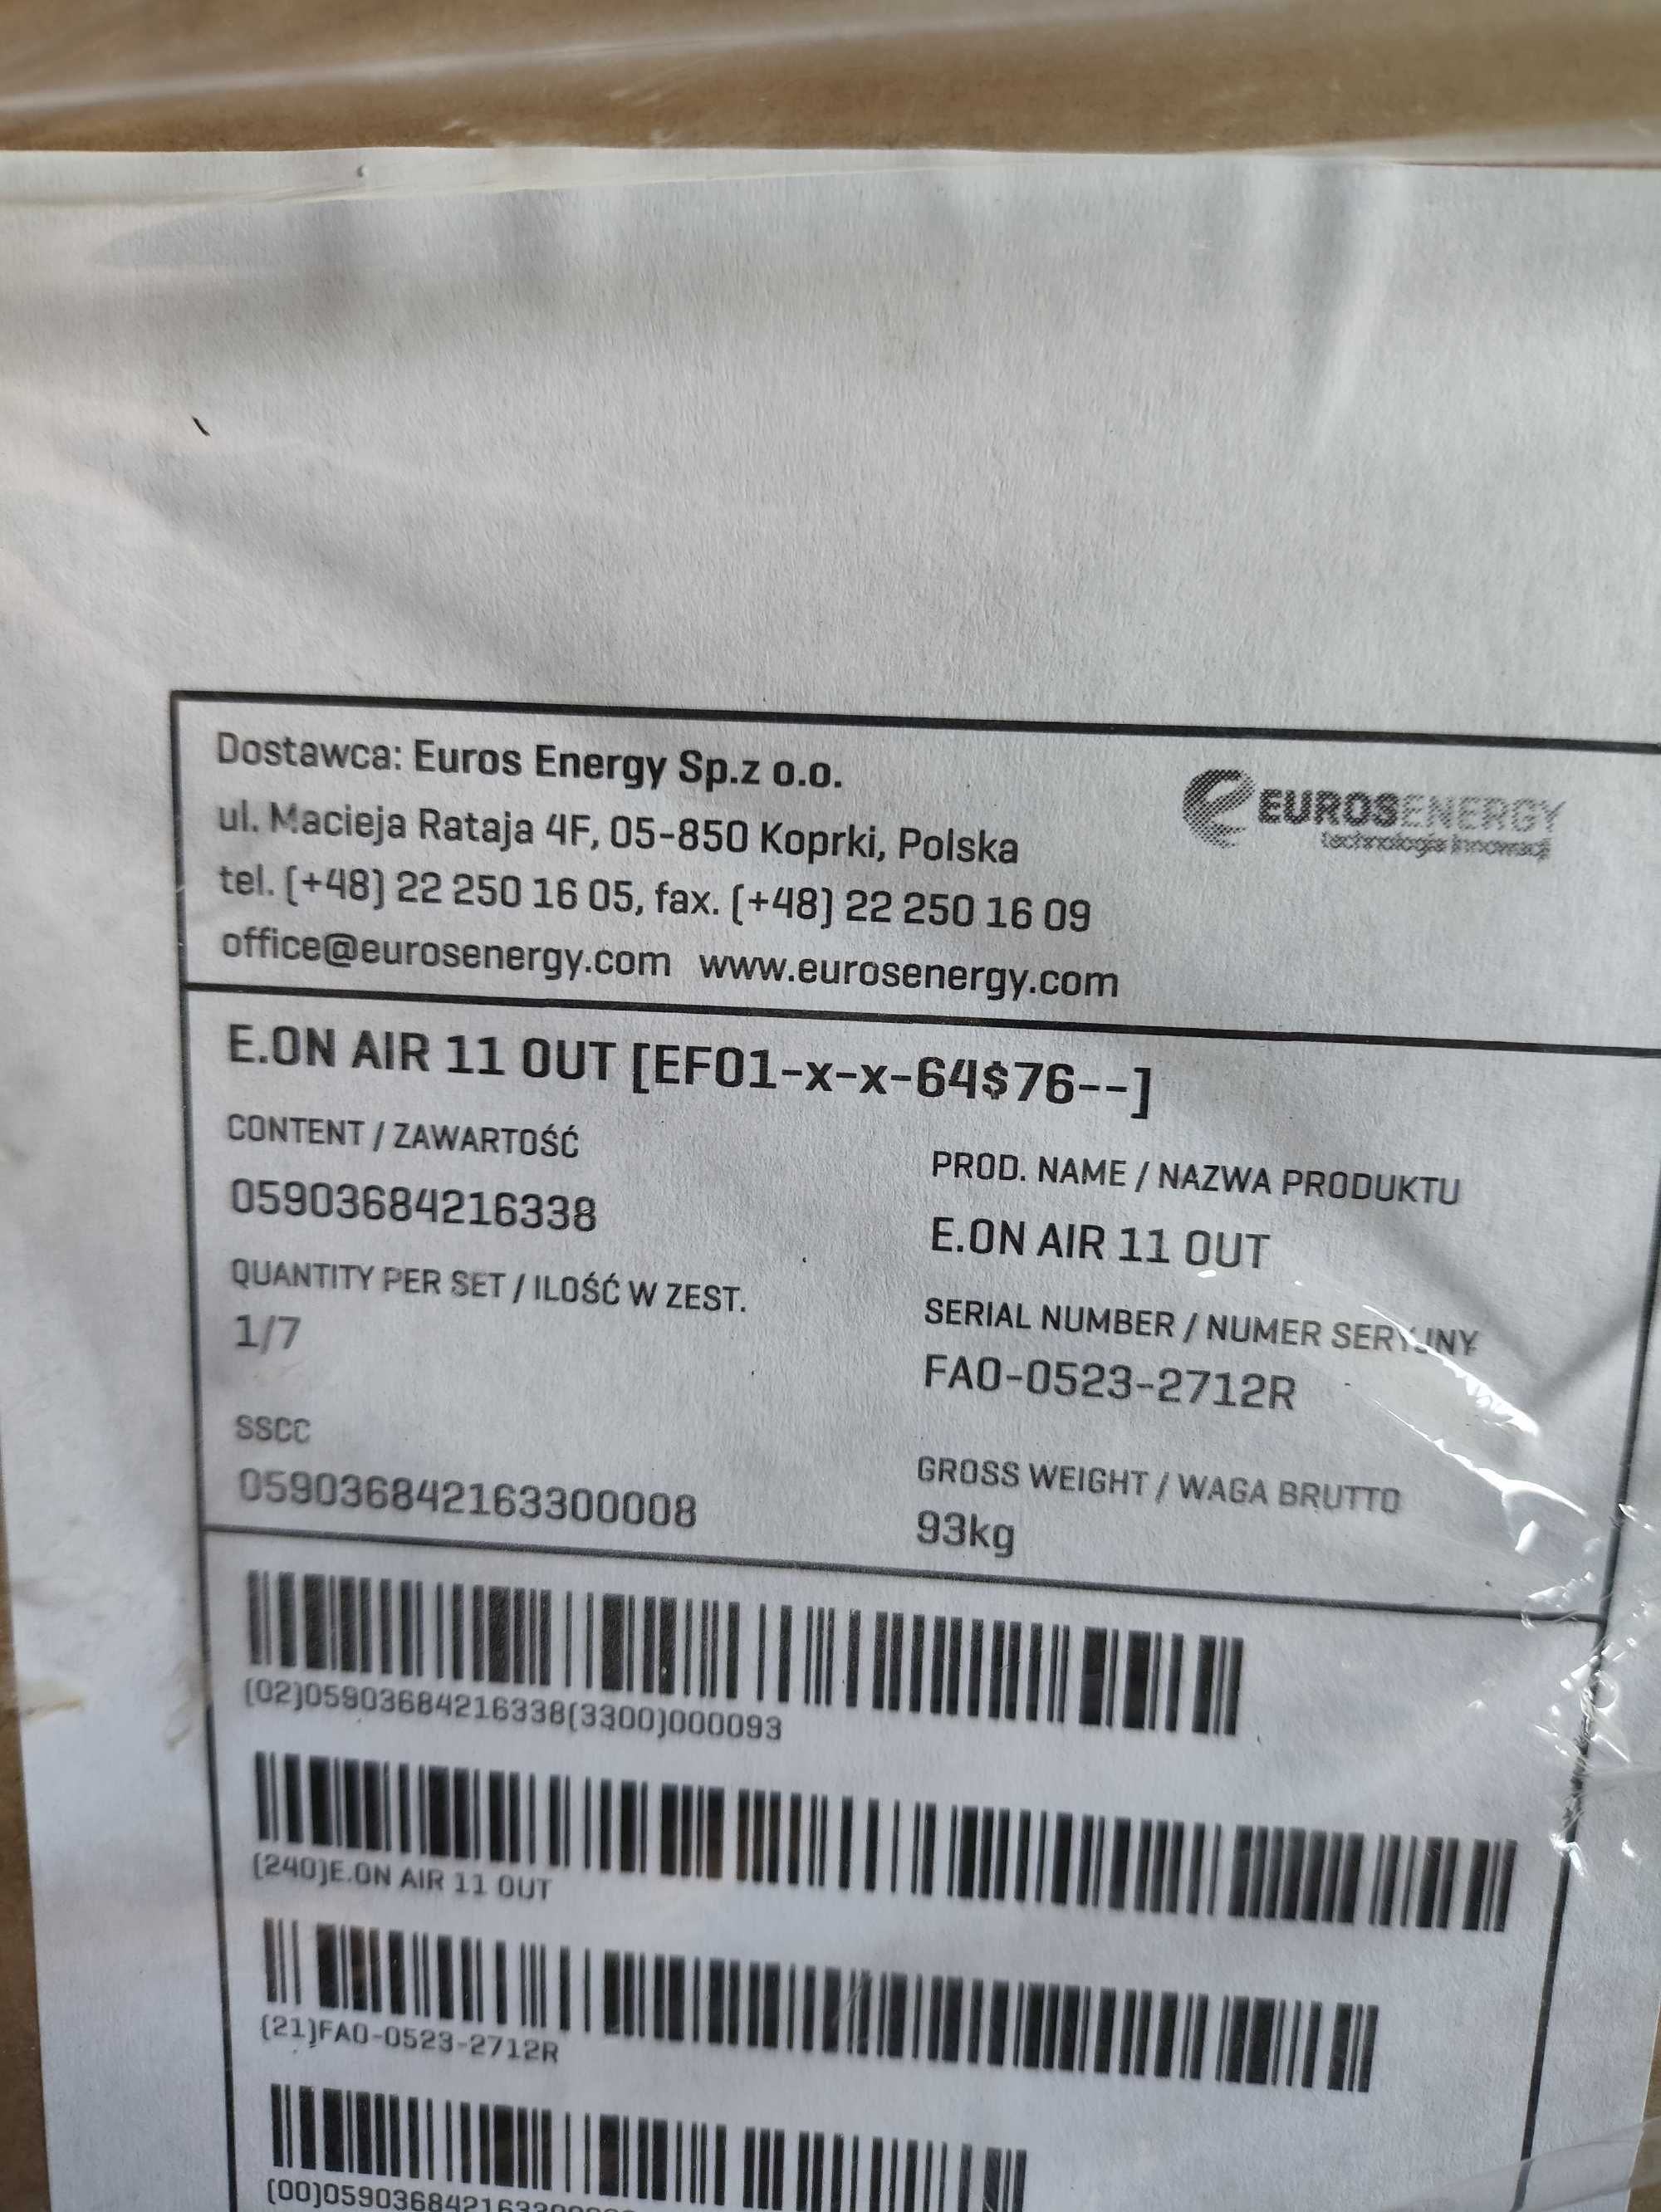 Dostawca: Euros Energy Sp.z o.o.
ul. Macieja Rataja 4F, 05-850 Koprki, Polska
tel. (+48) 22 250 16 05, fax. (+48) 22 250 16 09
office@eurosenergy.com www.eurosenergy.com
EUROSENERGY
technologia innowacji
E.ON AIR 11 OUT [EF01-x-x-64$76--]
CONTENT / ZAWARTOŚĆ
05903684216338
PROD. NAME / NAZWA PRODUKTU
E.ON AIR 11 OUT
QUANTITY PER SET / ILOŚĆ W ZEST.
1/7
SERIAL NUMBER / NUMER SERYJNY
FA0-0523-2712R
SSCC
059036842163300008
GROSS WEIGHT / WAGA BRUTTO
93kg
(02)05903684216338(3300)000093
(240)E.ON AIR 11 OUT
(21)FA0-0523-2712R